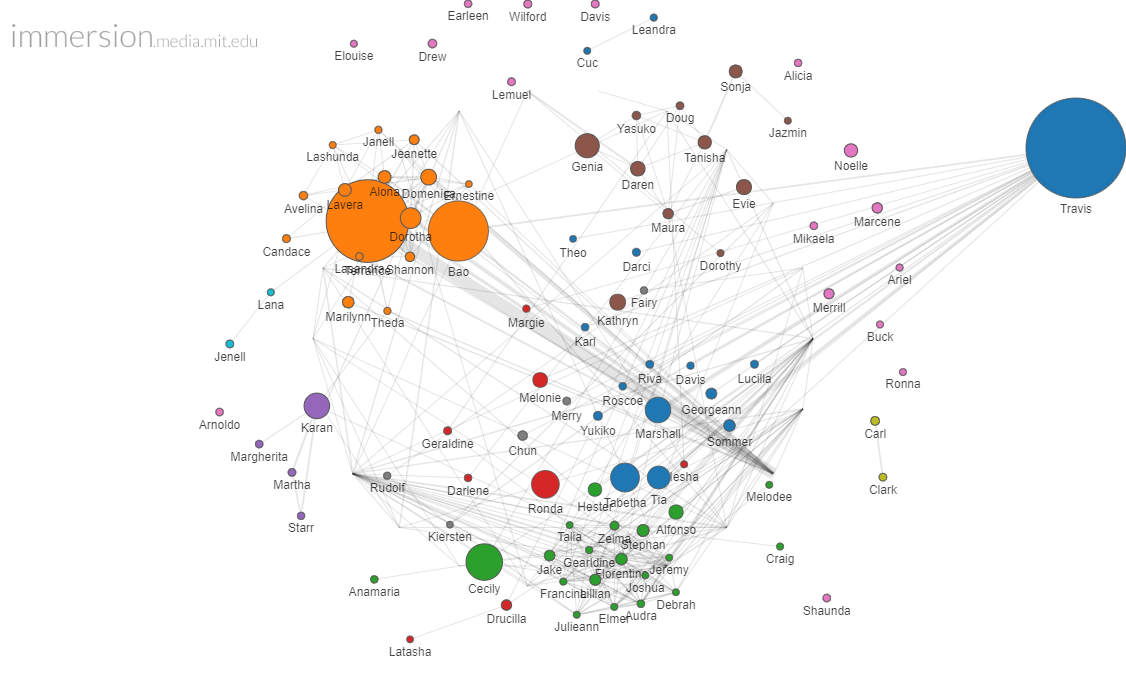 immersion.media.mit.edu
Earleen
Wilford
Davis
Leandra
Elouise
Drew
Cuc
Lemuel
Sonja
Alicia
Doug
Yasuko
Jazmin
Janell
Jeanette
Lashunda
Genia
Tanisha
Noelle
Daren
Alona
Domenica
Ernestine
Avelina
Lavera
Evie
Travis
Maura
Marcene
Dorotha
Mikaela
Candace
Theo
Darci
Dorothy
Shannon
Bao
Ariel
Lana
Fairy
Merrill
Marilynn
Theda
Margie
Kathryn
Karl
Buck
Jenell
Riva
Davis
Lucilla
Ronna
Melonie
Roscoe
Georgeann
Merry
Arnoldo
Karan
Yukiko
Marshall
Sommer
Carl
Geraldine
Chun
Margherita
Martha
Rudolf
Darlene
Melodee
Clark
Ronda
Hester
Tabetha
Tia
Starr
Kiersten
Talia
Zelma
Alfonso
Stephan
Craig
Cecily
Jake
Gearldine
Jeremy
Florentino
Anamaria
Francine
Lillian
Joshua
Debrah
Drucilla
Julieann
Elmer
Audra
Shaunda
Latasha